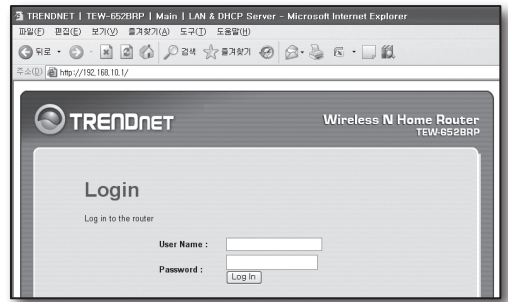 TRENDNET | TEW-652BRP | Main | LAN & DHCP Server - Microsoft Internet Explorer
파일(F) 편집(E) 보기(V) 즐겨찾기(A) 도구(T) 도움말(H)
뒤로 검색 즐겨찾기
주소(D) http://192.168.10.1/
TRENDNET Wireless N Home Router
TEW-652BRP
Login
Log in to the router
User Name :
Password :
Log In